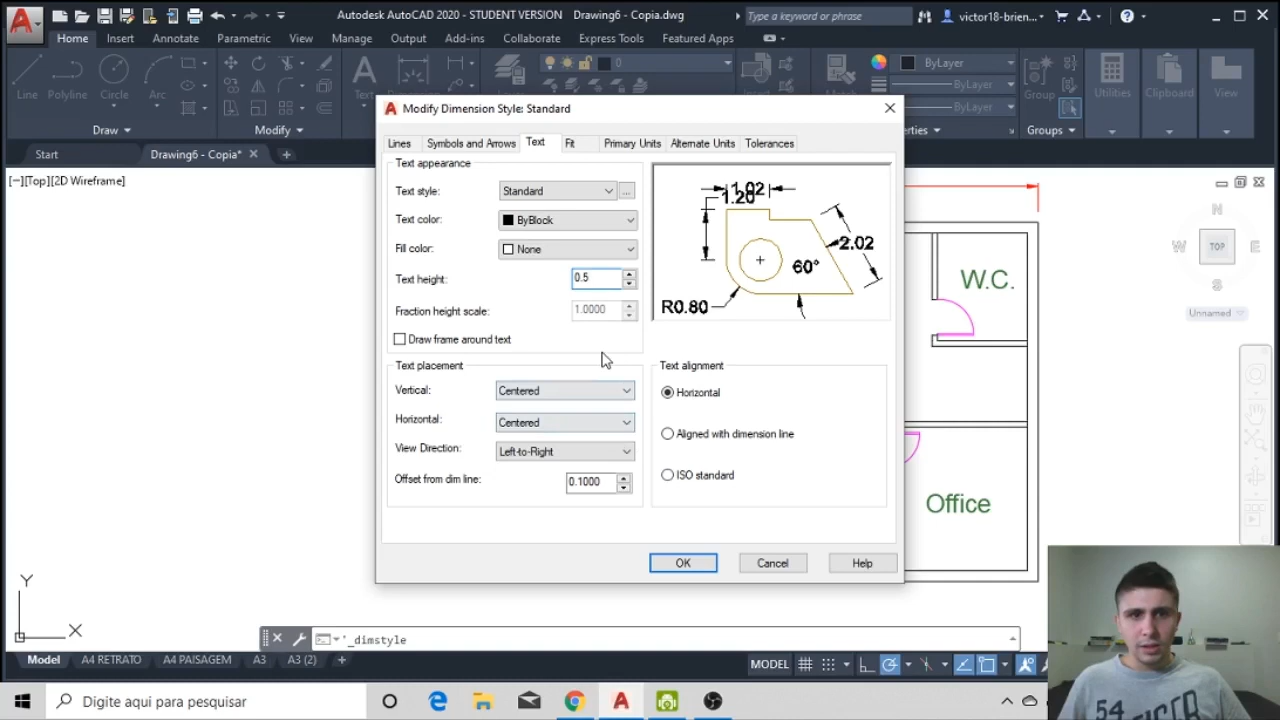 Autodesk AutoCAD 2020 - STUDENT VERSION Drawing6 - Copia.dwg
Type a keyword or phrase
victor18-brien...
Home Insert Annotate Parametric View Manage Output Add-ins Collaborate Express Tools Featured Apps
0
ByLayer
ByLayer
ByLayer
Line Polyline Circle Arc
Text
Group
Utilities Clipboard View
Draw Modify
erties Groups
Start Drawing6 - Copia*
[−][Top][2D Wireframe]
Modify Dimension Style: Standard
Lines Symbols and Arrows Text Fit Primary Units Alternate Units Tolerances
Text appearance
Text style: Standard ...
Text color: ByBlock
Fill color: None
Text height: 0.5
Fraction height scale: 1.0000
Draw frame around text
1.02
1.20
2.02
60°
R0.80
Text placement
Vertical: Centered
Horizontal: Centered
View Direction: Left-to-Right
Offset from dim line: 0.1000
Text alignment
Horizontal
Aligned with dimension line
ISO standard
OK Cancel Help
W.C.
Office
N
W TOP E
S
Unnamed
Y
X
'_dimstyle
Model A4 RETRATO A4 PAISAGEM A3 A3 (2) +
MODEL
Digite aqui para pesquisar
54